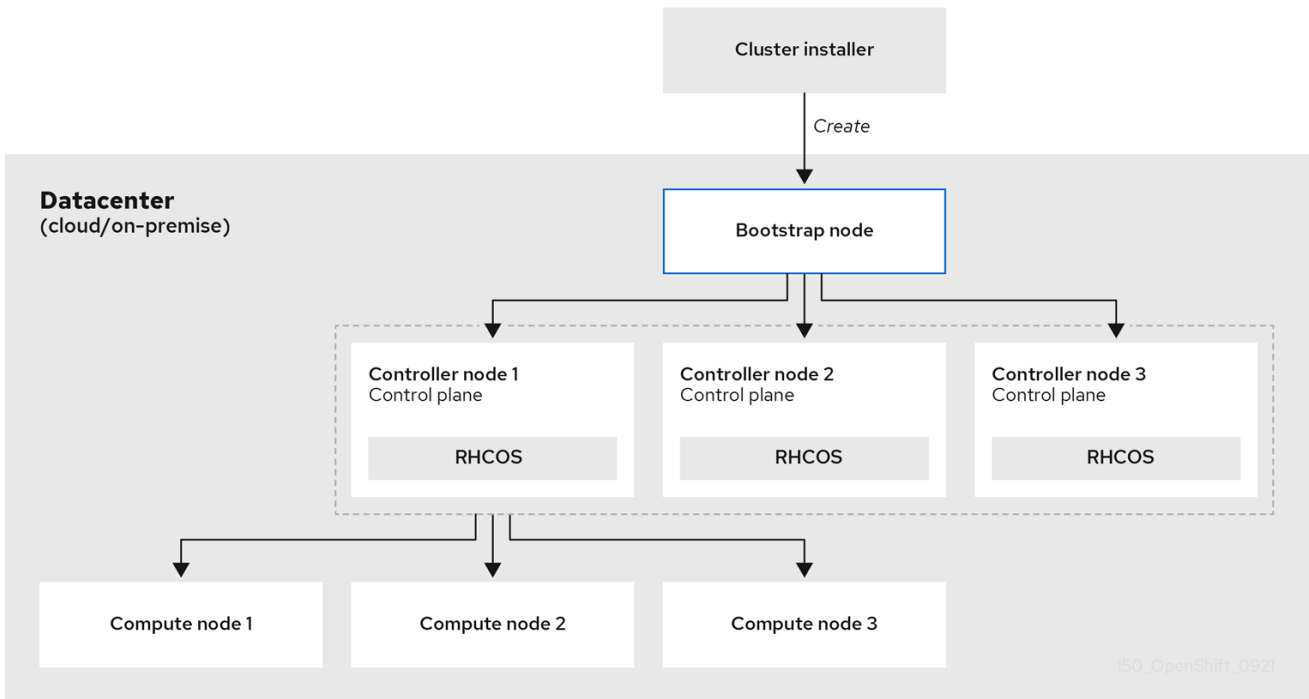 Cluster installer
Create
Datacenter
(cloud/on-premise)
Bootstrap node
Controller node 1
Control plane
RHCOS
Controller node 2
Control plane
RHCOS
Controller node 3
Control plane
RHCOS
Compute node 1
Compute node 2
Compute node 3
150_OpenShift_0921